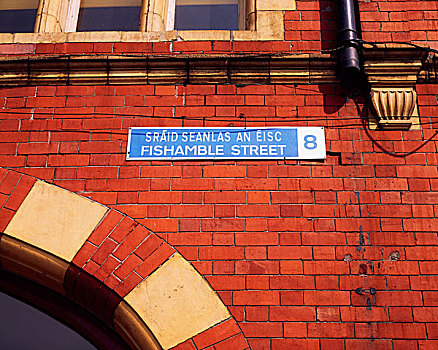 SRÁID SEANLAS AN ÉISC
FISHAMBLE STREET 8